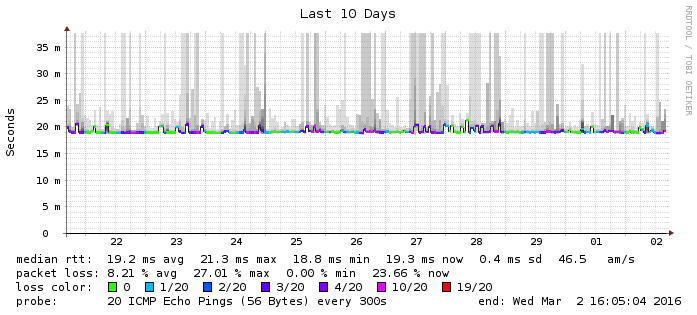 Last 10 Days
RRDTOOL / TOBI OETIKER
Seconds
35 m
30 m
25 m
20 m
15 m
10 m
5 m
0
22 23 24 25 26 27 28 29 01 02
median rtt: 19.2 ms avg 21.3 ms max 18.8 ms min 19.3 ms now 0.4 ms sd 46.5 am/s
packet loss: 8.21 % avg 27.01 % max 0.00 % min 23.66 % now
loss color: 0 1/20 2/20 3/20 4/20 10/20 19/20
probe: 20 ICMP Echo Pings (56 Bytes) every 300s end: Wed Mar 2 16:05:04 2016